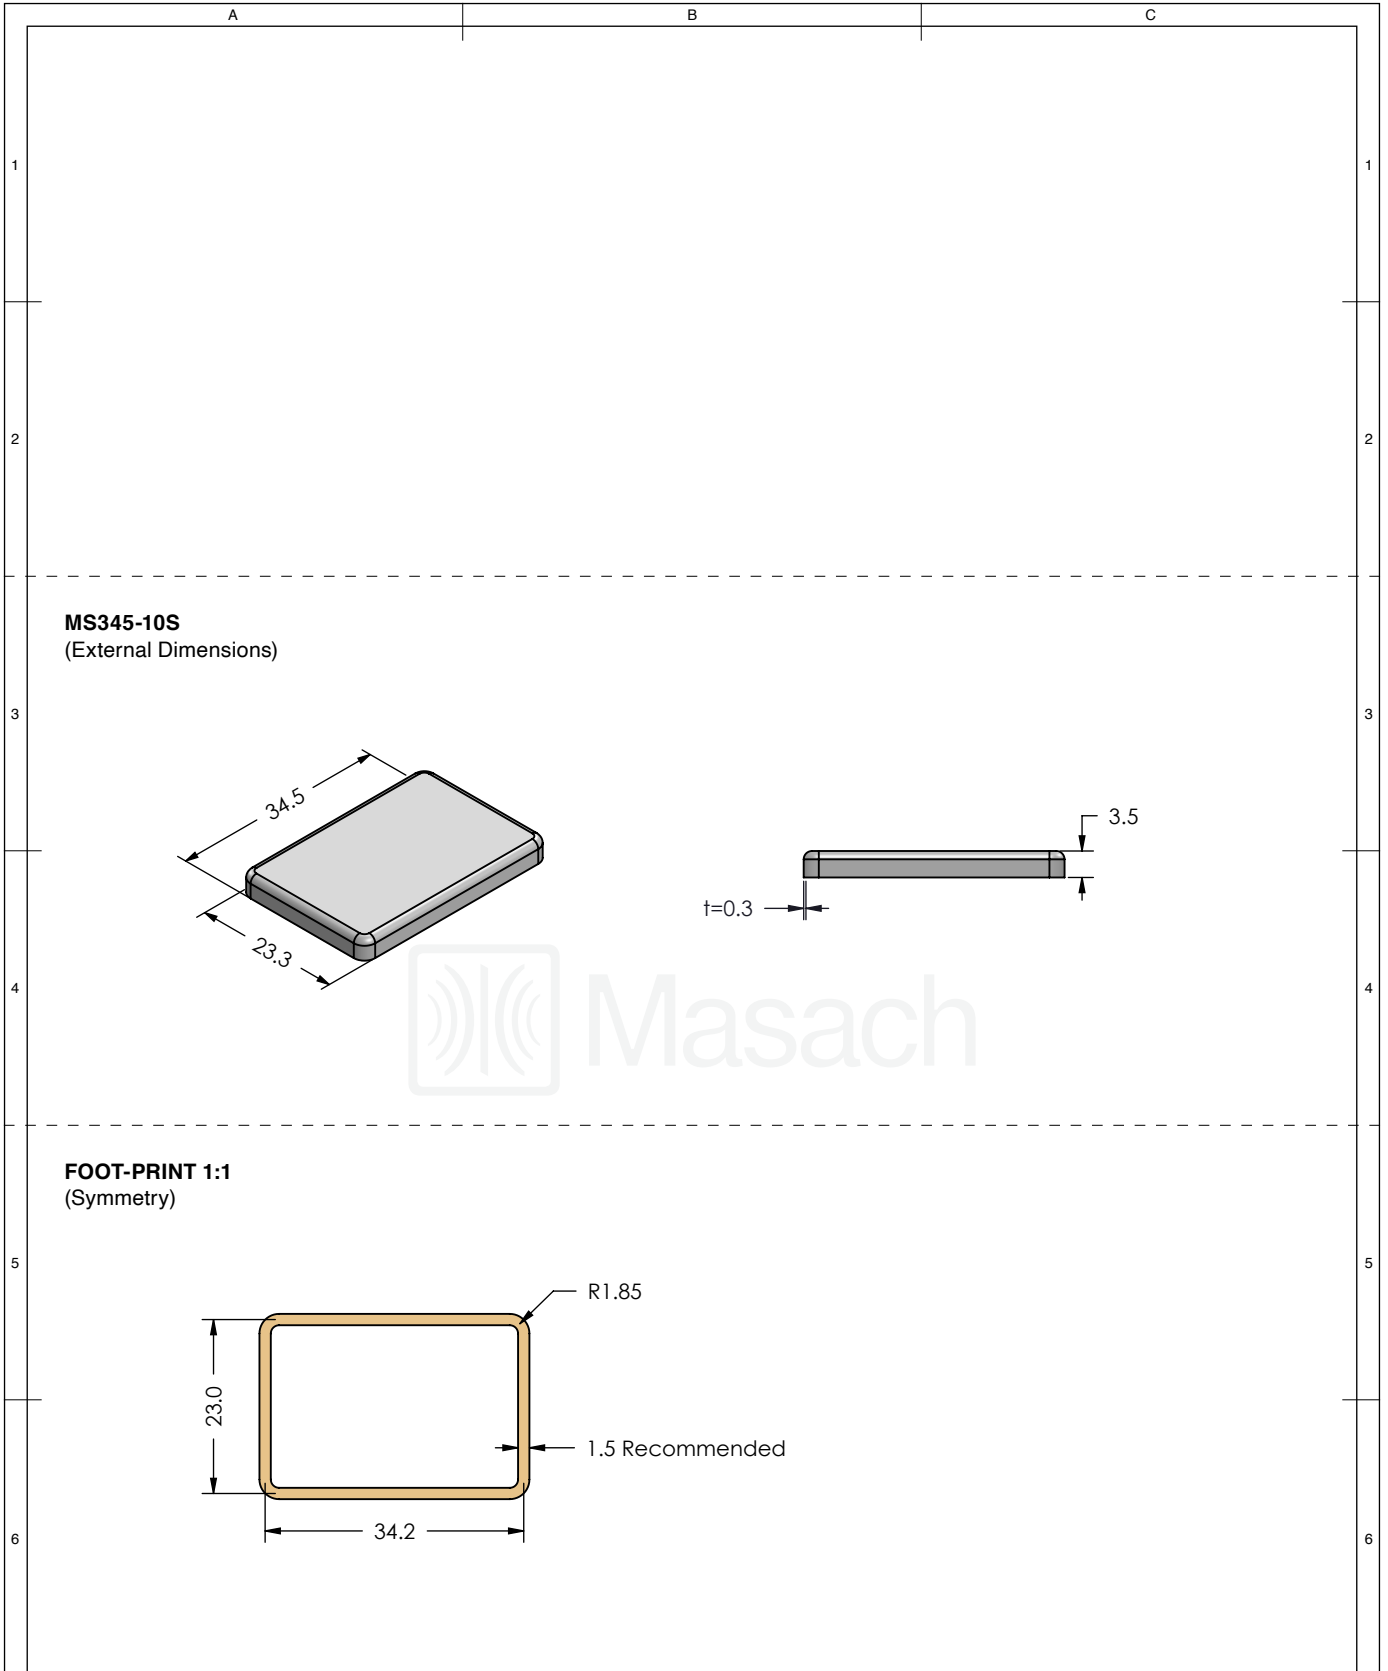 A B C
1 1
2 2
MS345-10S
(External Dimensions)
3 3
34.5
3.5
t=0.3
23.3
Masach
4 4
FOOT-PRINT 1:1
(Symmetry)
5 5
R1.85
23.0
1.5 Recommended
34.2
6 6